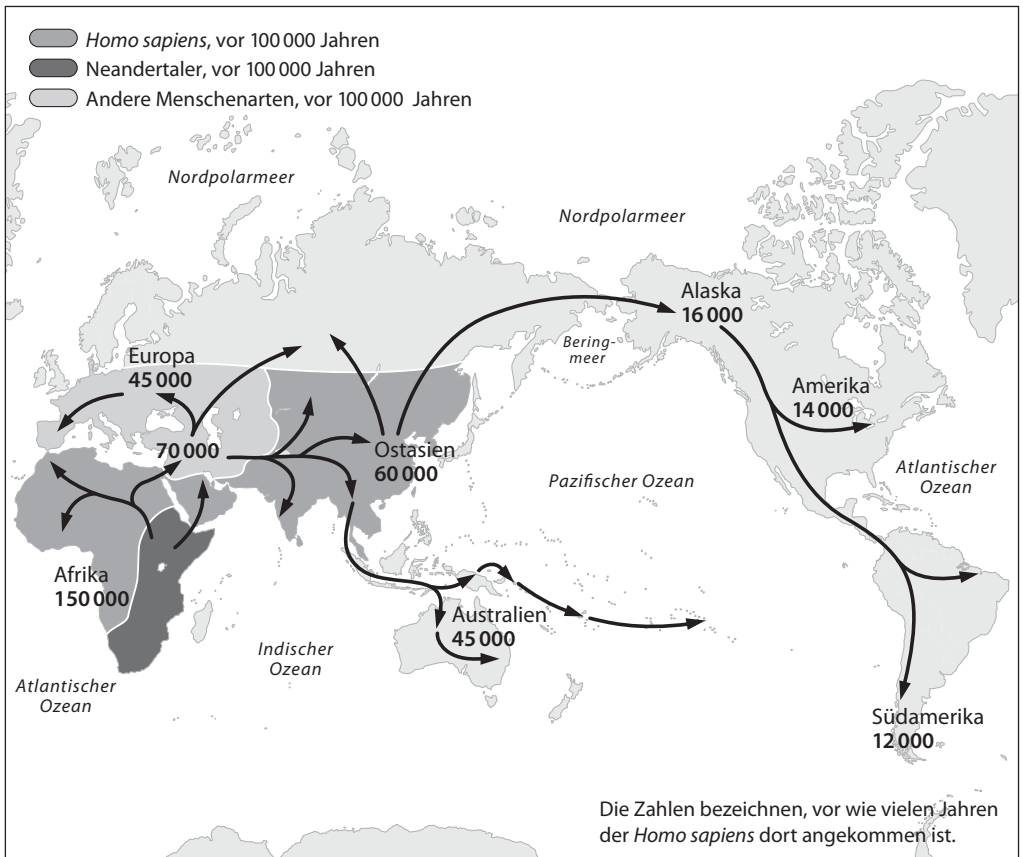 Homo sapiens, vor 100 000 Jahren
Neandertaler, vor 100 000 Jahren
Andere Menschenarten, vor 100 000 Jahren
Nordpolarmeer
Nordpolarmeer
Alaska
16 000
Bering-
meer
Europa
45 000
Amerika
14 000
70 000
Ostasien
60 000
Pazifischer Ozean
Atlantischer
Ozean
Afrika
150 000
Australien
45 000
Indischer
Ozean
Atlantischer
Ozean
Südamerika
12 000
Die Zahlen bezeichnen, vor wie vielen Jahren
der Homo sapiens dort angekommen ist.